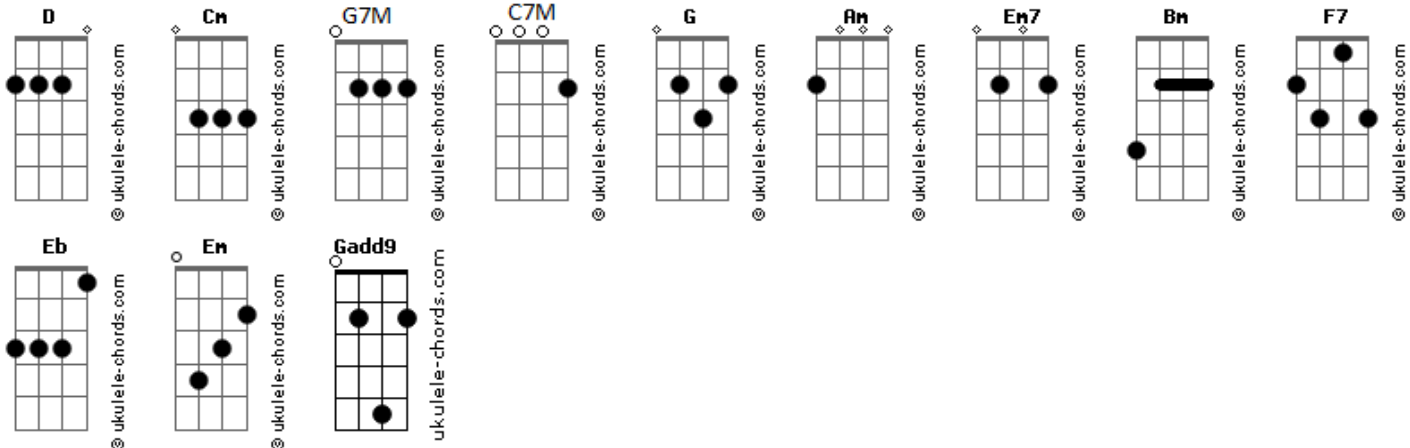 D Cm G7M C7M G Am Em7 Bm F7
© ukulele-chords.com © ukulele-chords.com © ukulele-chords.com © ukulele-chords.com © ukulele-chords.com © ukulele-chords.com © ukulele-chords.com © ukulele-chords.com © ukulele-chords.com
Eb Em Gadd9
© ukulele-chords.com © ukulele-chords.com ukulele-chords.com